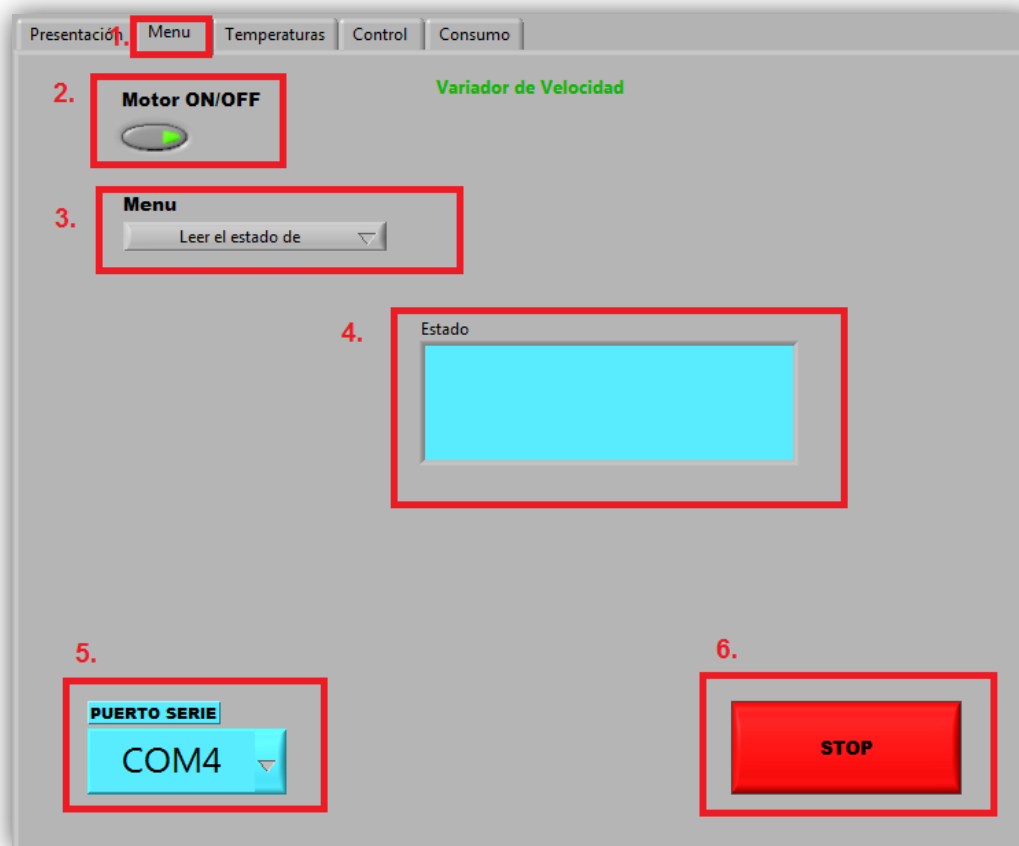 Presentación 1. Menu Temperaturas Control Consumo
2. Motor ON/OFF Variador de Velocidad
3. Menu
Leer el estado de
4. Estado
5.
PUERTO SERIE
COM4
6.
STOP